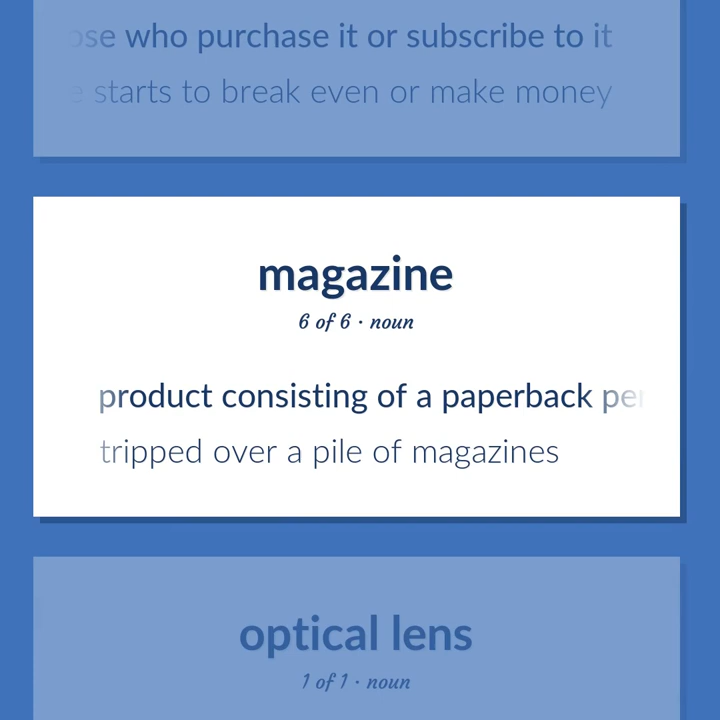 who purchase it or subscribe to it
starts to break even or make money
magazine
6 of 6 · noun
product consisting of a paperback
tripped over a pile of magazines
optical lens
1 of 1 · noun